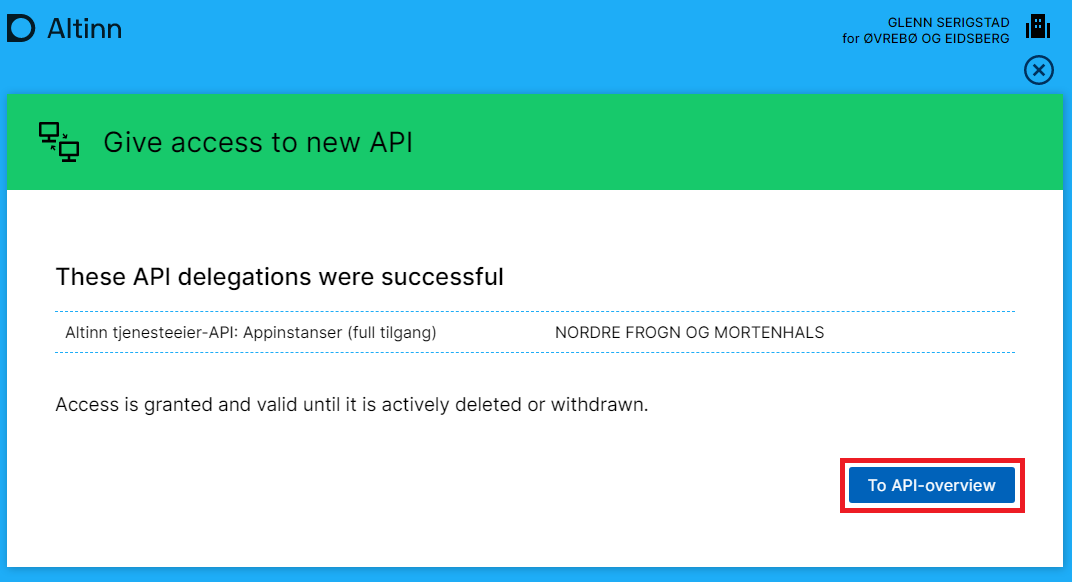 Altinn
GLENN SERIGSTAD
for ØVREBØ OG EIDSBERG
Give access to new API
These API delegations were successful
Altinn tjenesteeier-API: Appinstanser (full tilgang) NORDRE FROGN OG MORTENHALS
Access is granted and valid until it is actively deleted or withdrawn.
To API-overview